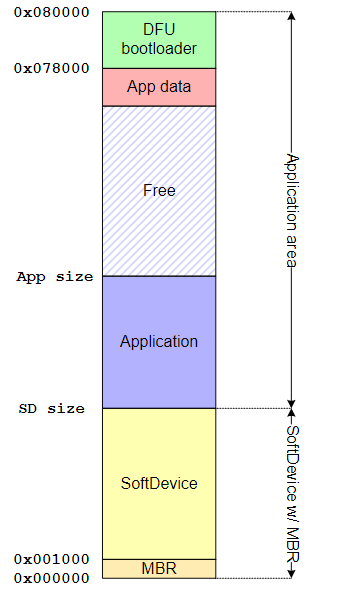 0x080000
DFU
bootloader
0x078000
App data
Free
Application area
App size
Application
SD size
SoftDevice
SoftDevice w/ MBR
0x001000
MBR
0x000000